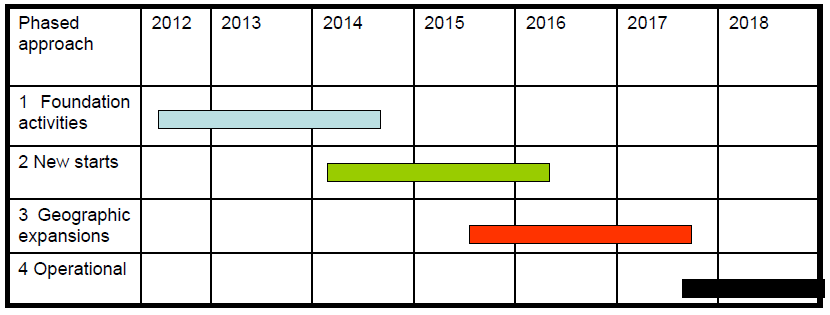 Phased 2012 2013 2014 2015 2016 2017 2018
approach
1 Foundation
activities
2 New starts
3 Geographic
expansions
4 Operational